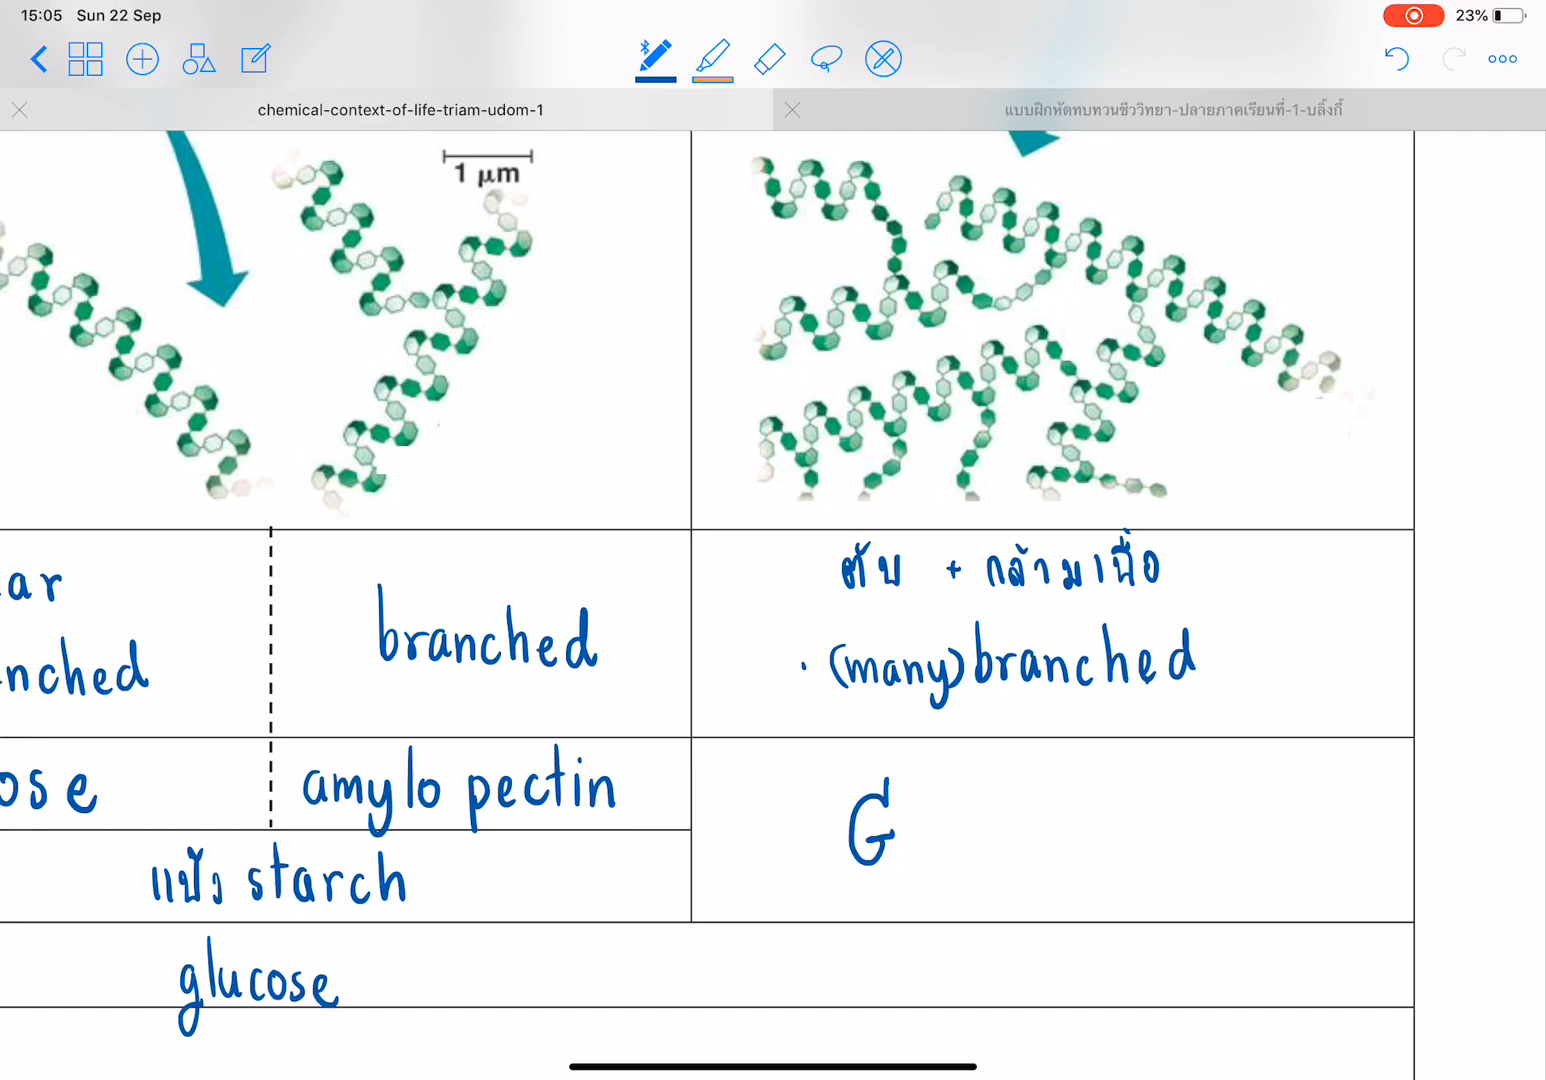 15:05 Sun 22 Sep
23%
chemical-context-of-life-triam-udom-1
แบบฝึกหัดทบทวนชีววิทยา-ปลายภาคเรียนที่-1-บลิ้งกี้
1 μm
ar
nched
branched
ตับ + กล้ามเนื้อ
· (many) branched
ose
amylo pectin
G
แป้ง starch
glucose